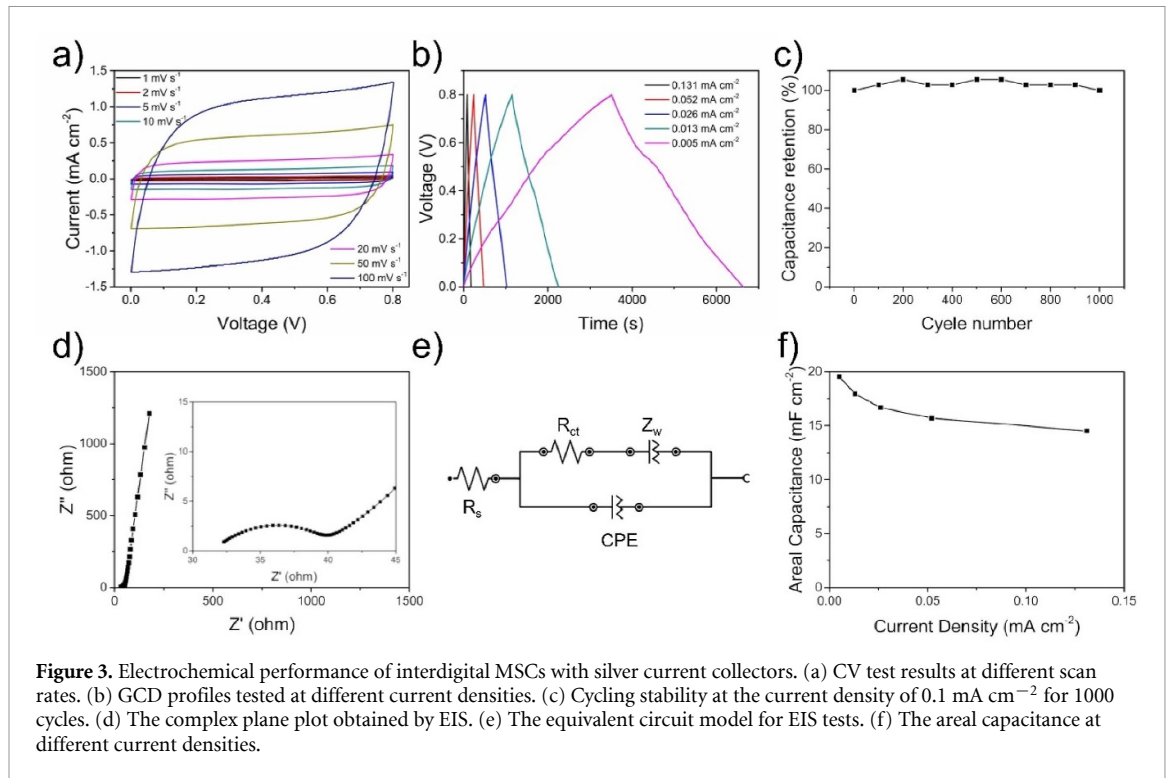 a)
1 mV s⁻¹
2 mV s⁻¹
5 mV s⁻¹
10 mV s⁻¹
20 mV s⁻¹
50 mV s⁻¹
100 mV s⁻¹
1.5
1.0
0.5
0.0
-0.5
-1.0
-1.5
Current (mA cm⁻²)
0.0 0.2 0.4 0.6 0.8
Voltage (V)
b)
0.131 mA cm⁻²
0.052 mA cm⁻²
0.026 mA cm⁻²
0.013 mA cm⁻²
0.005 mA cm⁻²
1.0
0.8
0.6
0.4
0.2
0.0
Voltage (V)
0 2000 4000 6000
Time (s)
c)
120
100
80
60
40
20
0
Capacitance retention (%)
0 200 400 600 800 1000
Cyele number
d)
1500
1000
500
0
Z'' (ohm)
0 500 1000 1500
Z' (ohm)
15
10
5
0
Z'' (ohm)
30 35 40 45
Z' (ohm)
e)
Rct
Zw
Rs
CPE
f)
20
15
10
5
0
Areal Capacitance (mF cm⁻²)
0.00 0.05 0.10 0.15
Current Density (mA cm⁻²)
Figure 3. Electrochemical performance of interdigital MSCs with silver current collectors. (a) CV test results at different scan
rates. (b) GCD profiles tested at different current densities. (c) Cycling stability at the current density of 0.1 mA cm⁻² for 1000
cycles. (d) The complex plane plot obtained by EIS. (e) The equivalent circuit model for EIS tests. (f) The areal capacitance at
different current densities.